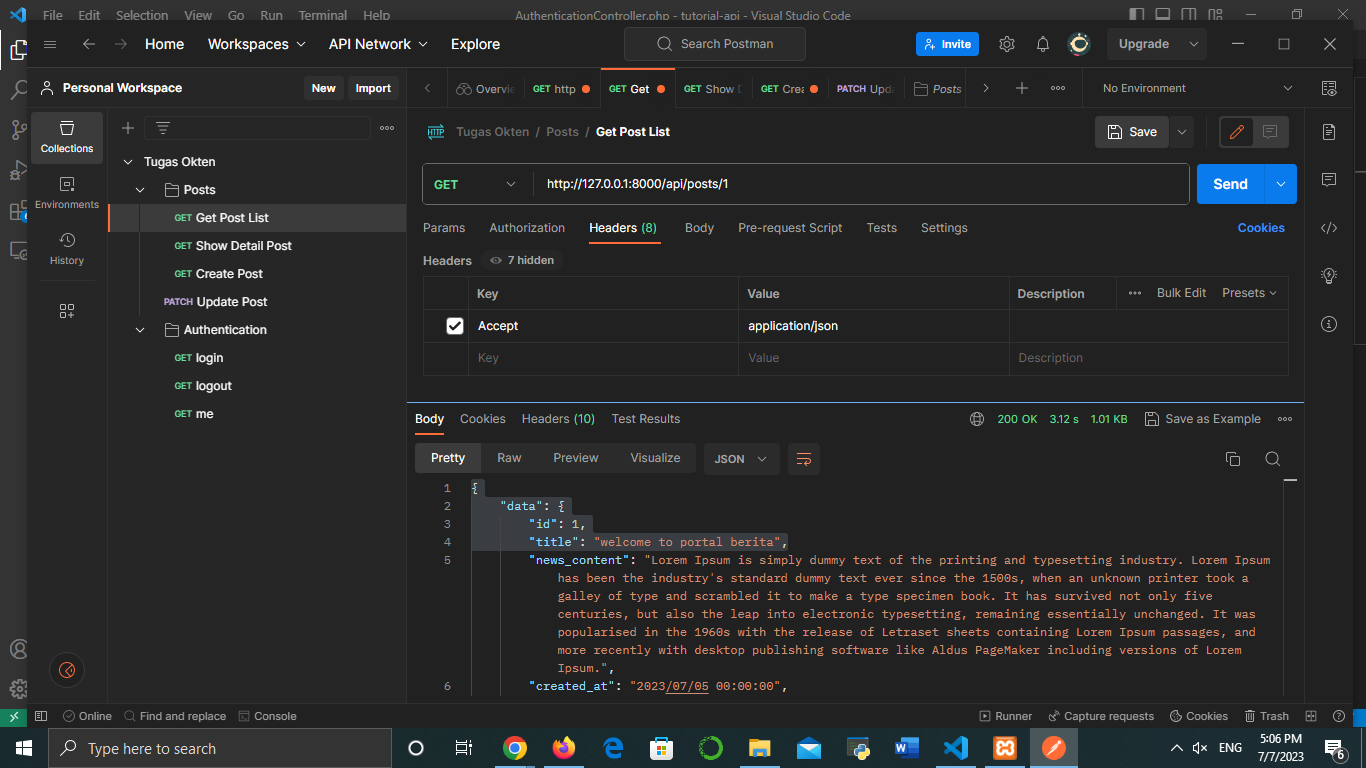 File Edit Selection View Go Run Terminal Help AuthenticationController.php - tutorial-api - Visual Studio Code
Home Workspaces API Network Explore Search Postman Invite Upgrade
Personal Workspace New Import Overvie GET http GET Get GET Show D GET Crea PATCH Upda Posts No Environment
Collections
Environments
History
Tugas Okten
Posts
GET Get Post List
GET Show Detail Post
GET Create Post
PATCH Update Post
Authentication
GET login
GET logout
GET me
HTTP Tugas Okten / Posts / Get Post List Save
GET http://127.0.0.1:8000/api/posts/1 Send
Params Authorization Headers (8) Body Pre-request Script Tests Settings Cookies
Headers 7 hidden
Key Value Description Bulk Edit Presets
Accept application/json
Key Value Description
Body Cookies Headers (10) Test Results 200 OK 3.12 s 1.01 KB Save as Example
Pretty Raw Preview Visualize JSON
1 {
2 "data": {
3 "id": 1,
4 "title": "welcome to portal berita",
5 "news_content": "Lorem Ipsum is simply dummy text of the printing and typesetting industry. Lorem Ipsum
has been the industry's standard dummy text ever since the 1500s, when an unknown printer took a
galley of type and scrambled it to make a type specimen book. It has survived not only five
centuries, but also the leap into electronic typesetting, remaining essentially unchanged. It was
popularised in the 1960s with the release of Letraset sheets containing Lorem Ipsum passages, and
more recently with desktop publishing software like Aldus PageMaker including versions of Lorem
Ipsum.",
6 "created_at": "2023/07/05 00:00:00",
Online Find and replace Console Runner Capture requests Cookies Trash
Type here to search ENG 5:06 PM
7/7/2023 6